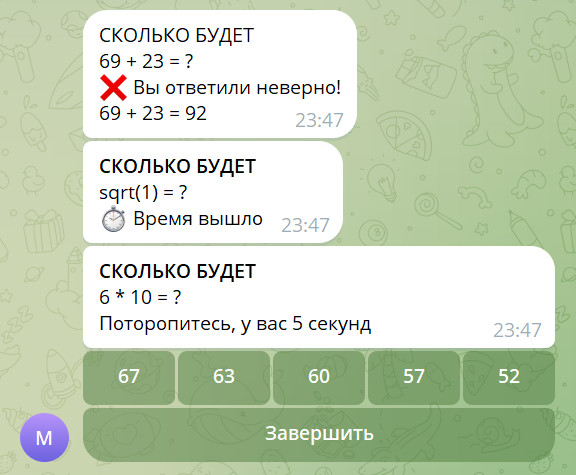 СКОЛЬКО БУДЕТ
69 + 23 = ?
❌ Вы ответили неверно!
69 + 23 = 92
23:47
СКОЛЬКО БУДЕТ
sqrt(1) = ?
⏱ Время вышло
23:47
СКОЛЬКО БУДЕТ
6 * 10 = ?
Поторопитесь, у вас 5 секунд
23:47
67 63 60 57 52
Завершить
М